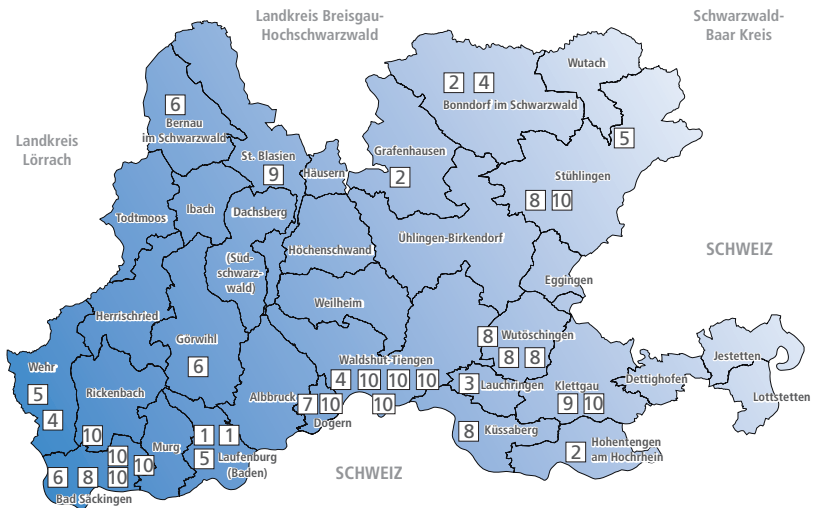 Landkreis Breisgau-
Hochschwarzwald
Schwarzwald-
Baar Kreis
Wutach
2 4
Bonndorf im Schwarzwald
6
Bernau
im Schwarzwald
5
Landkreis
Lörrach
St. Blasien
9
Häusern
Grafenhausen
2
Stühlingen
8 10
Todtmoos
Ibach
Dachsberg
(Süd-
schwarz-
wald)
Höchenschwand
Ühlingen-Birkendorf
SCHWEIZ
Eggingen
Weilheim
Herrischried
Görwihl
6
8
Wutöschingen
8 8
Jestetten
Wehr
5
4
Rickenbach
Waldshut-Tiengen
4 10 10 10
10
3
Lauchringen
Klettgau
9 10
Dettighofen
Lottstetten
Albbruck
7 10
Dogern
10
10
10
10
Murg
1 1
5
Laufenburg
(Baden)
8
Küssaberg
2
Hohentengen
am Hochrhein
6 8
Bad Säckingen
SCHWEIZ